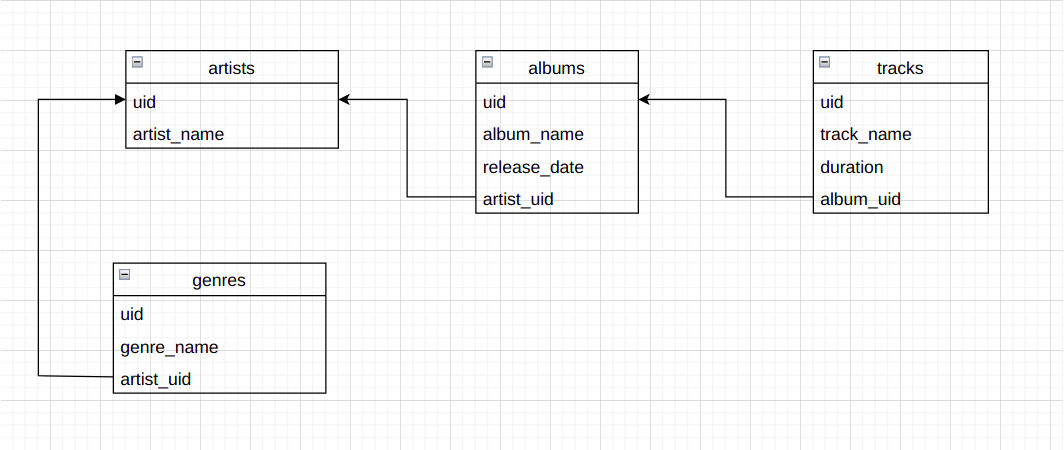 artists
uid
artist_name
albums
uid
album_name
release_date
artist_uid
tracks
uid
track_name
duration
album_uid
genres
uid
genre_name
artist_uid